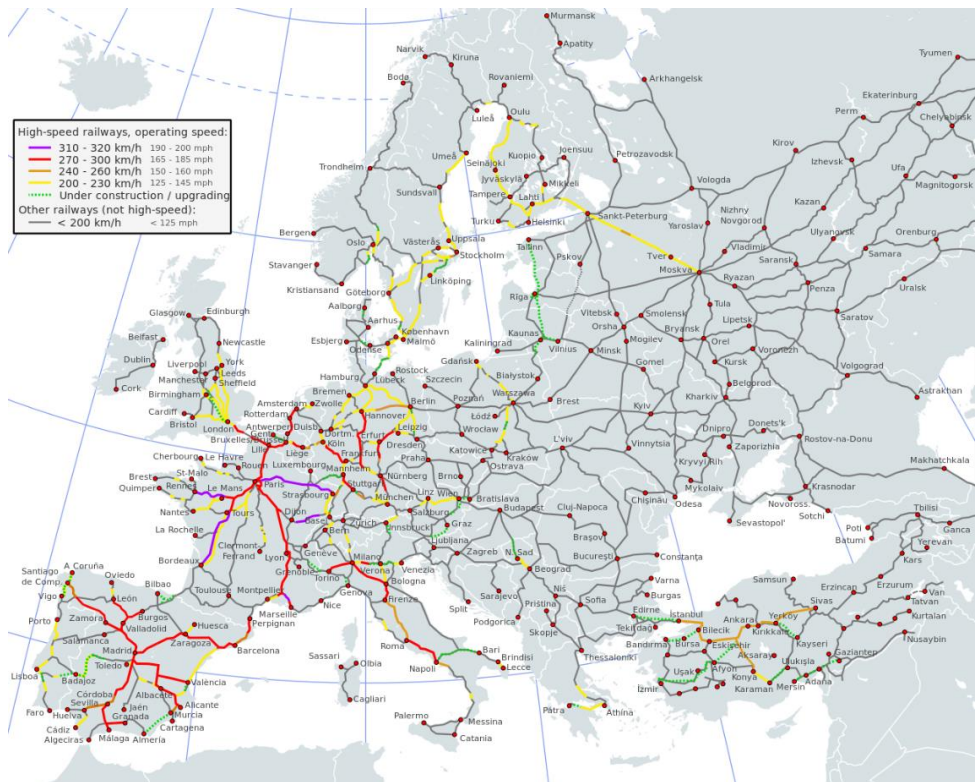 High-speed railways, operating speed:
310 - 320 km/h 190 - 200 mph
270 - 300 km/h 165 - 185 mph
240 - 260 km/h 150 - 160 mph
200 - 230 km/h 125 - 145 mph
Under construction / upgrading
Other railways (not high-speed):
< 200 km/h < 125 mph
Murmansk
Apatity
Narvik
Kiruna
Bodø
Rovaniemi
Luleå
Oulu
Arkhangelsk
Tyumen
Ekaterinburg
Perm
Chelyabinsk
Kirov
Izhevsk
Ufa
Magnitogorsk
Trondheim
Umeå
Seinäjoki
Kuopio
Joensuu
Jyväskylä
Mikkeli
Tampere
Lahti
Turku
Helsinki
Petrozavodsk
Vologda
Sankt-Peterburg
Nizhny
Novgorod
Yaroslav
Kazan
Ulyanovsk
Orenburg
Sundsvall
Bergen
Oslo
Stavanger
Kristiansand
Västerås
Uppsala
Stockholm
Linköping
Göteborg
Tallinn
Pskov
Tver
Moskva
Vladimir
Saransk
Samara
Ryazan
Penza
Uralsk
Tula
Aalborg
Aarhus
Esbjerg
Odense
København
Malmö
Rīga
Kaunas
Vilnius
Kaliningrad
Vitebsk
Orsha
Smolensk
Mogilev
Minsk
Bryansk
Orel
Lipetsk
Saratov
Voronezh
Kursk
Gomel
Belgorod
Volgograd
Astrakhan
Glasgow
Edinburgh
Belfast
Newcastle
Dublin
Cork
Liverpool
York
Leeds
Manchester
Sheffield
Birmingham
Cardiff
Bristol
London
Hamburg
Lübeck
Rostock
Bremen
Szczecin
Gdańsk
Białystok
Amsterdam
Zwolle
Rotterdam
Antwerpen
Gent
Duisb.
Dortm.
Hannover
Berlin
Poznań
Warszawa
Brest
Łódź
Bruxelles/Brussel
Lille
Liège
Köln
Erfurt
Leipzig
Dresden
Wrocław
Katowice
Kraków
Ostrava
Kyiv
Kharkiv
L'viv
Vinnytsia
Dnipro
Donets'k
Zaporizhia
Kryvyi Rih
Mykolaiv
Rostov-na-Donu
Makhachkala
Krasnodar
Novoross.
Sotchi
Cherbourg
Le Havre
Rouen
Luxembourg
Frankfurt
Mannheim
Praha
Brno
Nürnberg
Brest
St-Malo
Rennes
Quimper
Le Mans
Paris
Strasbourg
Stuttgart
München
Linz
Wien
Bratislava
Salzburg
Budapest
Cluj-Napoca
Chişinău
Odesa
Sevastopol'
Nantes
Tours
Dijon
Basel
Zürich
Bern
Innsbruck
Graz
Ljubljana
La Rochelle
Clermont
Ferrand
Lyon
Genève
Grenoble
Torino
Milano
Verona
Venezia
Zagreb
N. Sad
Beograd
Braşov
Bucureşti
Constanţa
Bordeaux
Toulouse
Montpellier
Marseille
Perpignan
Nice
Genova
Bologna
Firenze
Split
Sarajevo
Podgorica
Priština
Niš
Sofia
Skopje
Varna
Burgas
Poti
Batumi
Tbilisi
Ganca
Yerevan
Kars
Santiago
de Comp.
A Coruña
Oviedo
Bilbao
Vigo
León
Porto
Zamora
Burgos
Valladolid
Huesca
Salamanca
Zaragoza
Barcelona
Madrid
Toledo
Lisboa
Badajoz
València
Albacete
Córdoba
Sevilla
Jaén
Alicante
Murcia
Cartagena
Faro
Huelva
Granada
Cádiz
Algeciras
Málaga
Almería
Sassari
Olbia
Cagliari
Roma
Napoli
Bari
Brindisi
Lecce
Palermo
Messina
Catania
Thessaloniki
Pátra
Athína
Edirne
Istanbul
Tekirdağ
Bandırma
Bursa
Bilecik
Eskişehir
Ankara
Kırıkkale
Yerköy
Samsun
Sivas
Erzincan
Erzurum
Van
Tatvan
Kurtalan
Nusaybin
Kayseri
Uşak
Afyon
Aksaray
Ulukışla
Gaziantep
İzmir
Konya
Karaman
Mersin
Adana